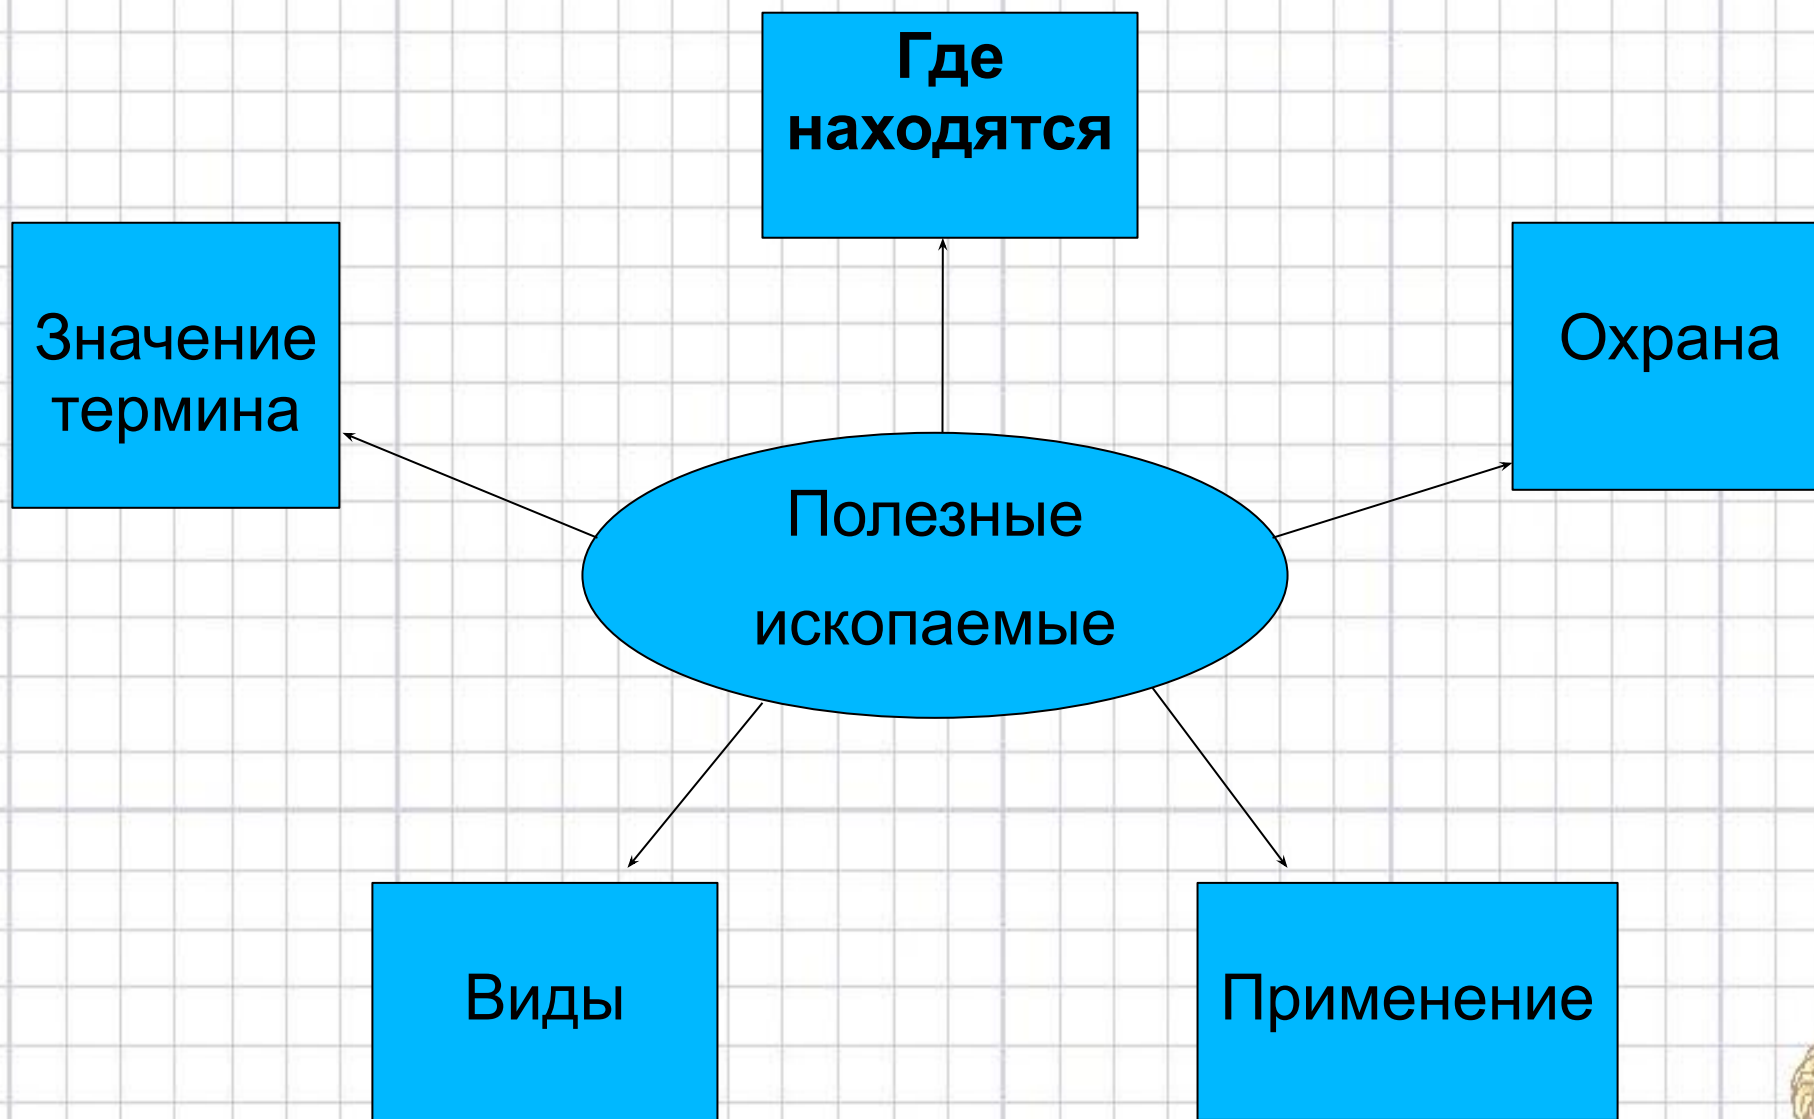 Где
находятся
Значение
термина
Охрана
Полезные
ископаемые
Виды
Применение